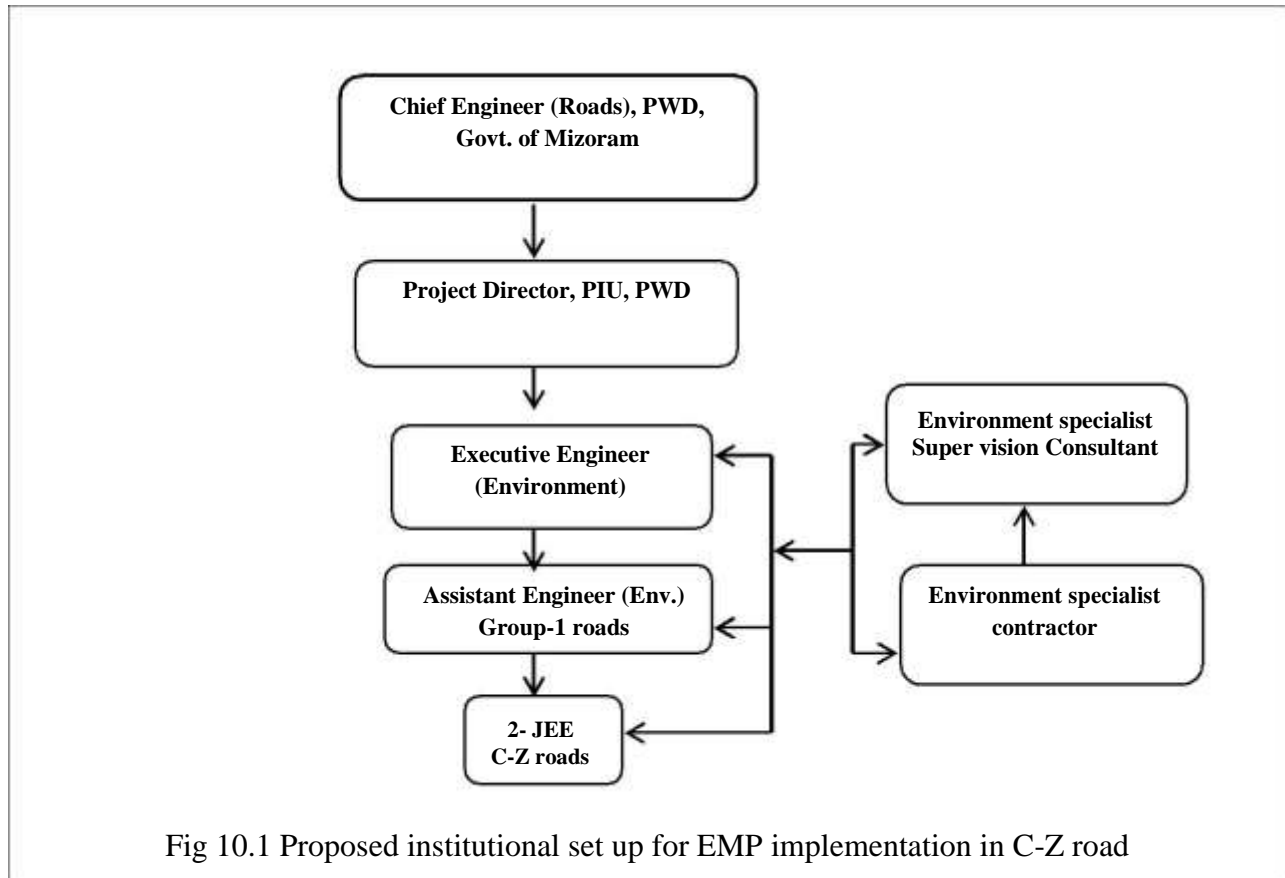 Chief Engineer (Roads), PWD,
Govt. of Mizoram
Project Director, PIU, PWD
Executive Engineer
(Environment)
Environment specialist
Super vision Consultant
Assistant Engineer (Env.)
Group-1 roads
Environment specialist
contractor
2- JEE
C-Z roads
Fig 10.1 Proposed institutional set up for EMP implementation in C-Z road